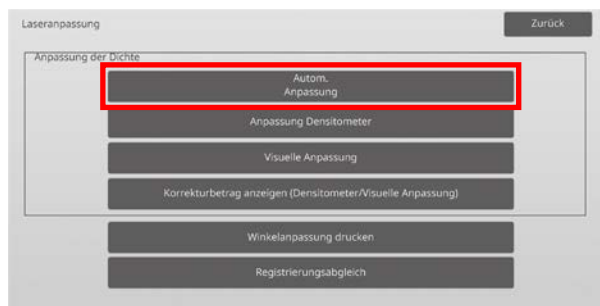 Laseranpassung
Zurück
Anpassung der Dichte
Autom.
Anpassung
Anpassung Densitometer
Visuelle Anpassung
Korrekturbetrag anzeigen (Densitometer/Visuelle Anpassung)
Winkelanpassung drucken
Registrierungsabgleich